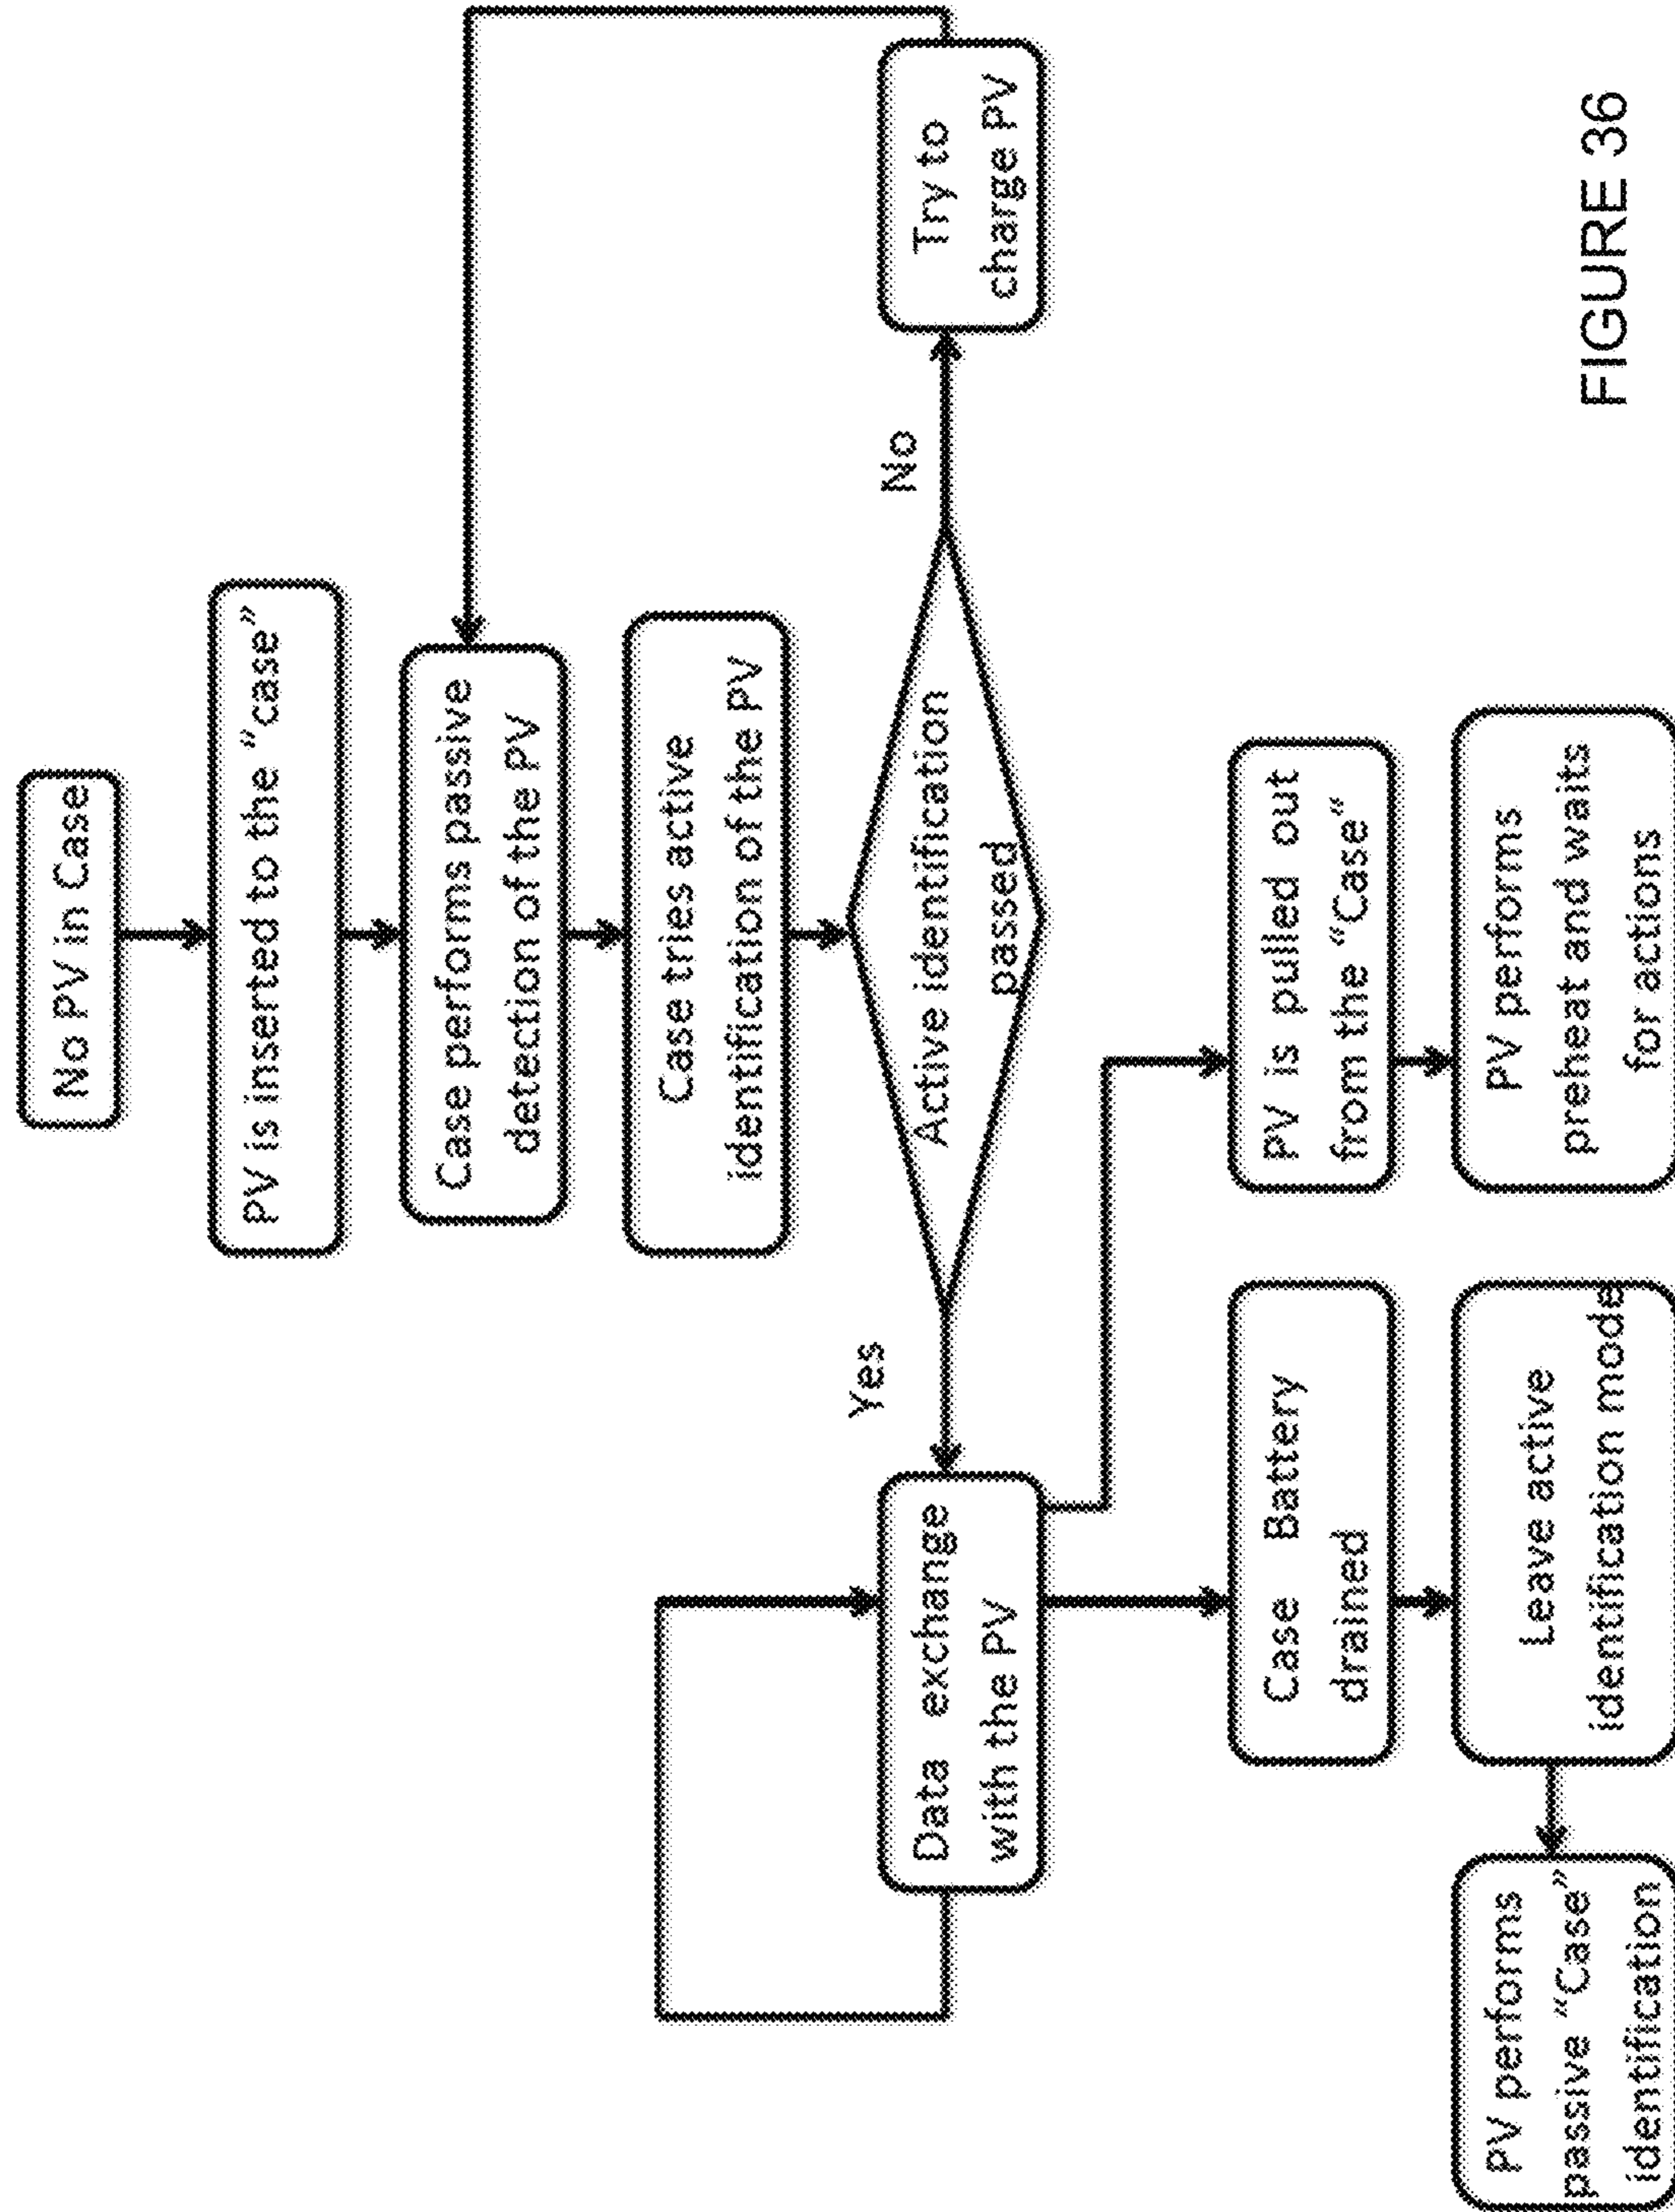 No PV in Case
PV is inserted to the “case”
Case performs passive
detection of the PV
Case tries active
identification of the PV
Active identification
passed
Yes
No
Data exchange
with the PV
Try to
charge PV
Case Battery
drained
PV is pulled out
from the “Case“
PV performs
passive “Case”
identification
Leave active
identification mode
PV performs
preheat and waits
for actions
FIGURE 36